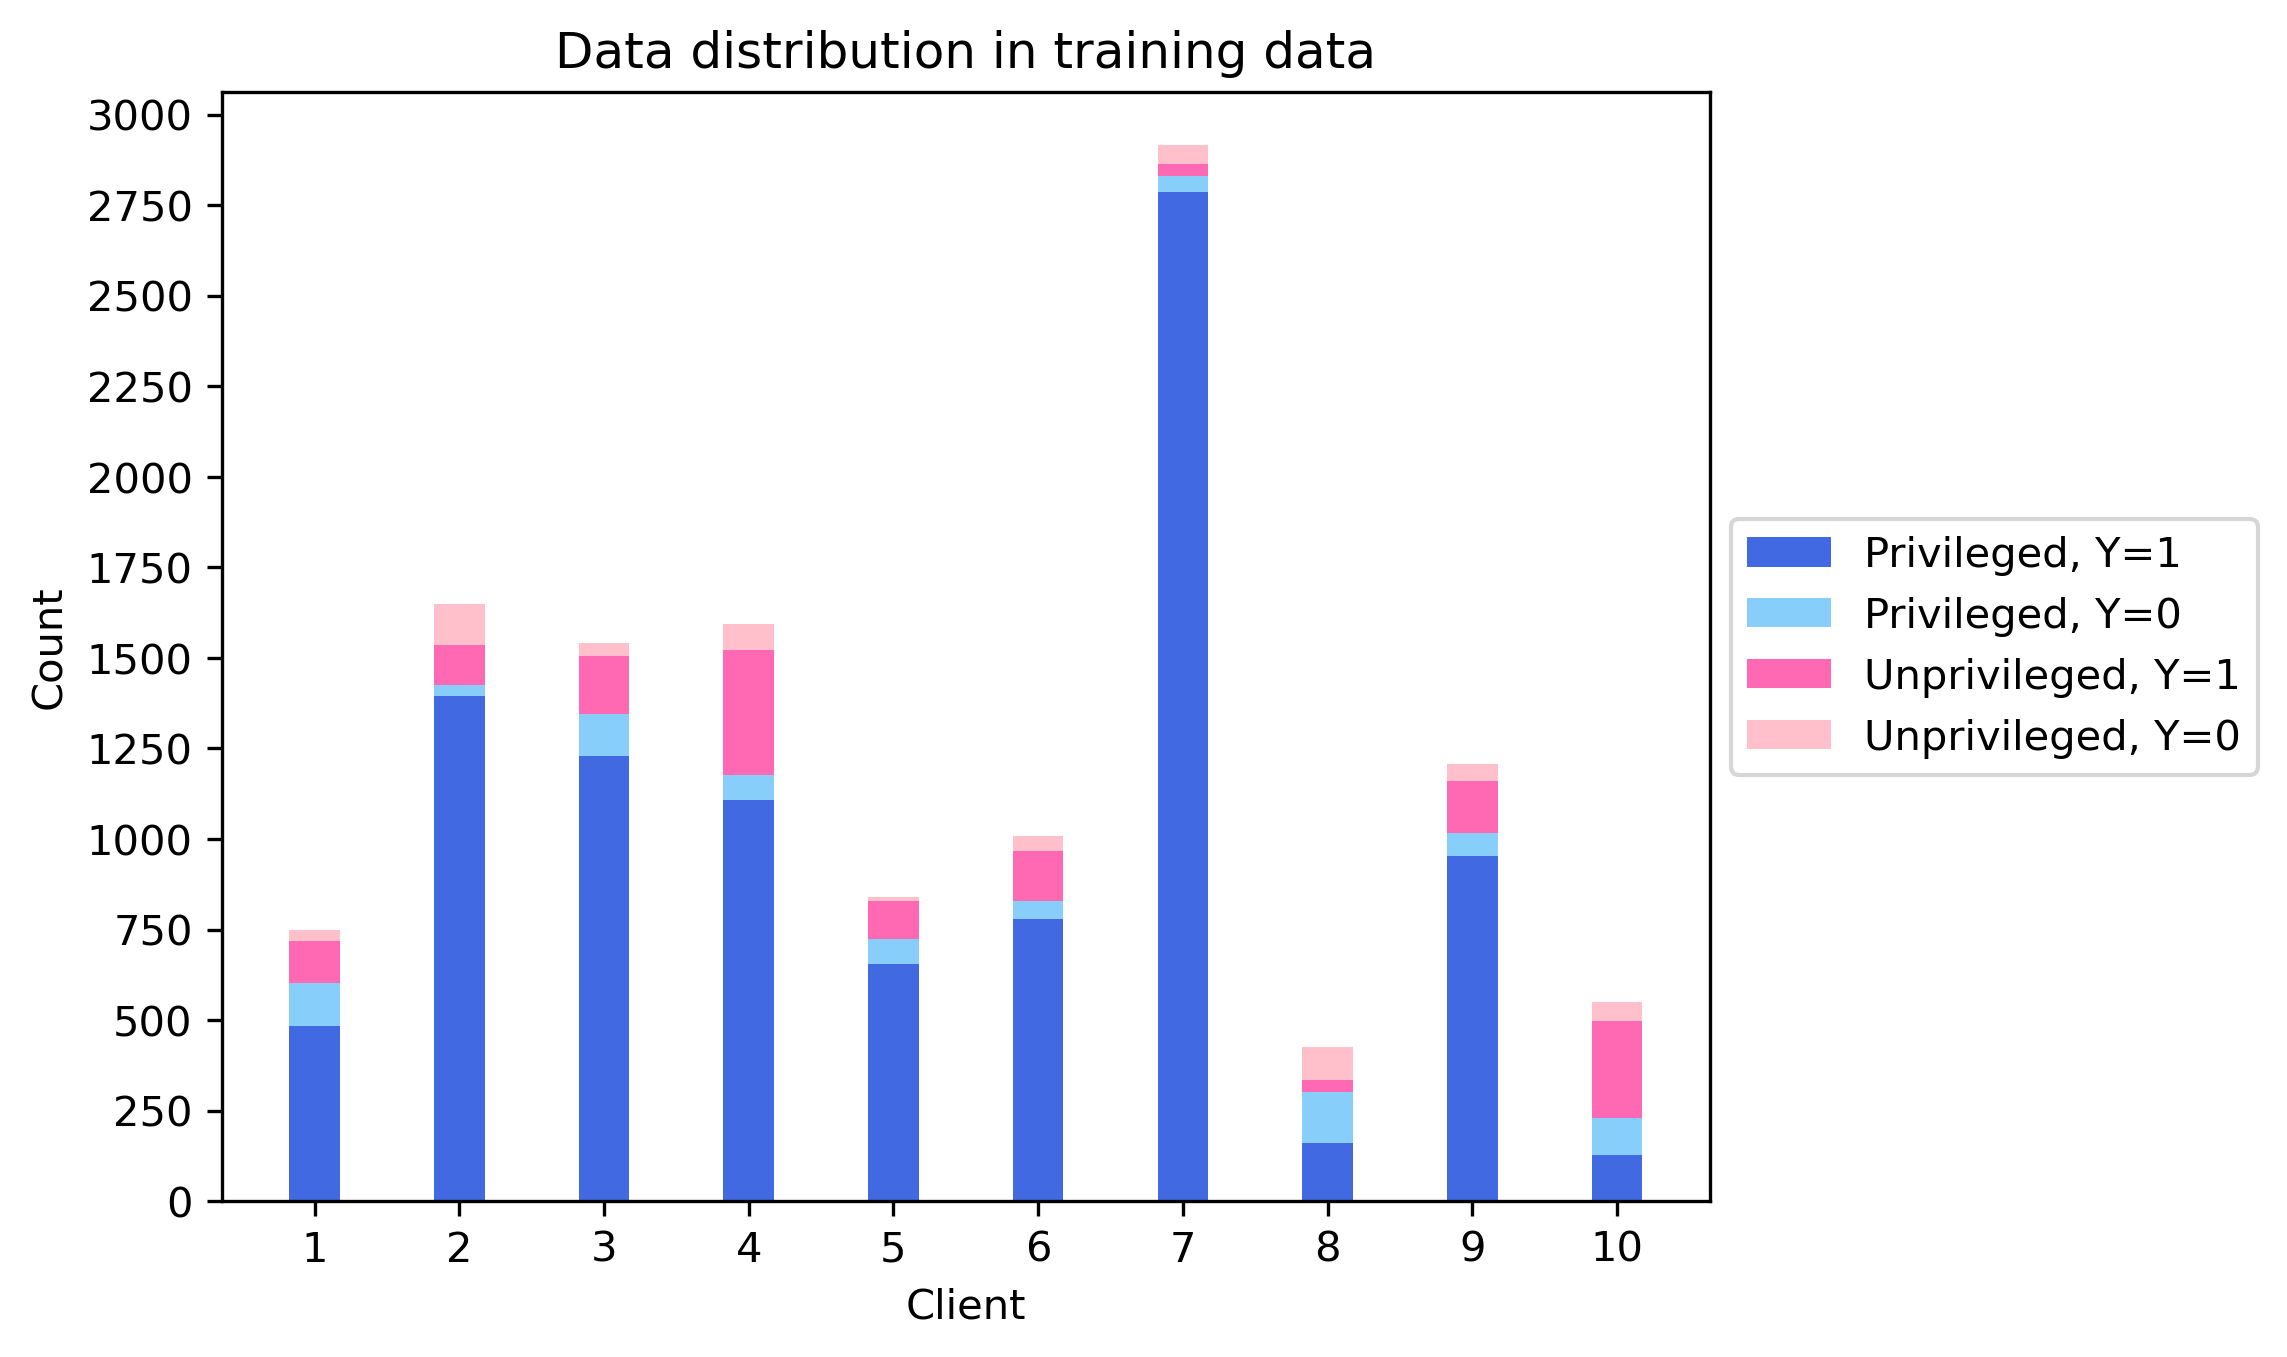 Data distribution in training data
3000
2750
2500
2250
2000
1750
1500
1250
1000
750
500
250
0
Count
1 2 3 4 5 6 7 8 9 10
Client
Privileged, Y=1
Privileged, Y=0
Unprivileged, Y=1
Unprivileged, Y=0